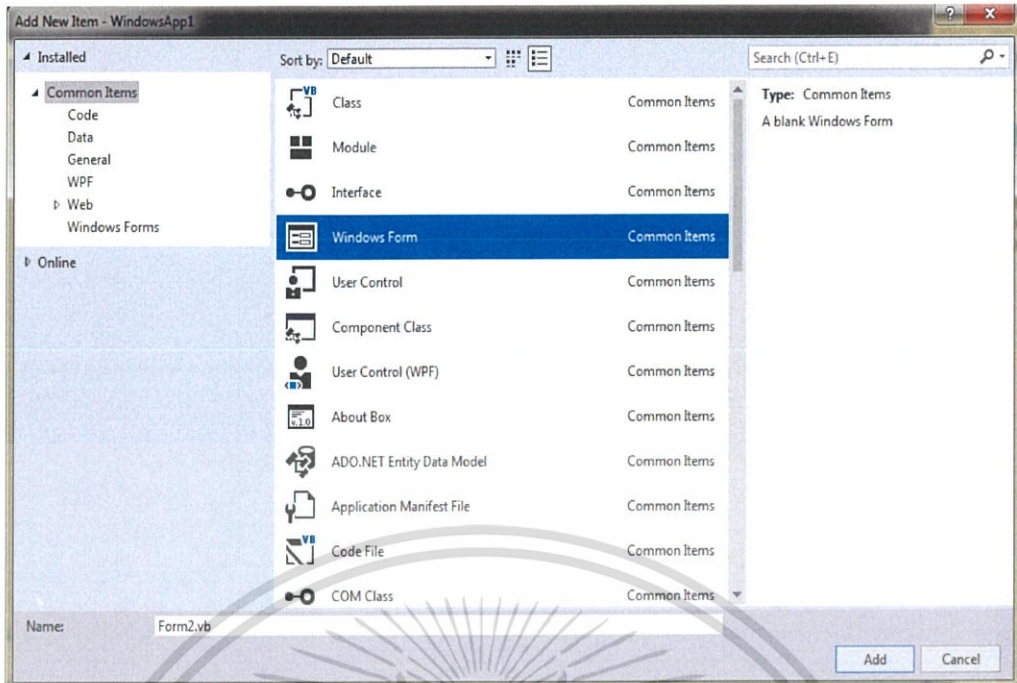 Add New Item - WindowsApp1
? X
Installed
Sort by: Default
Search (Ctrl+E)
Common Items
Code
Data
General
WPF
Web
Windows Forms
Online
VB Class Common Items
Module Common Items
Interface Common Items
Windows Form Common Items
User Control Common Items
Component Class Common Items
User Control (WPF) Common Items
v.1.0 About Box Common Items
ADO.NET Entity Data Model Common Items
Application Manifest File Common Items
VB Code File Common Items
COM Class Common Items
Type: Common Items
A blank Windows Form
Name: Form2.vb
Add Cancel